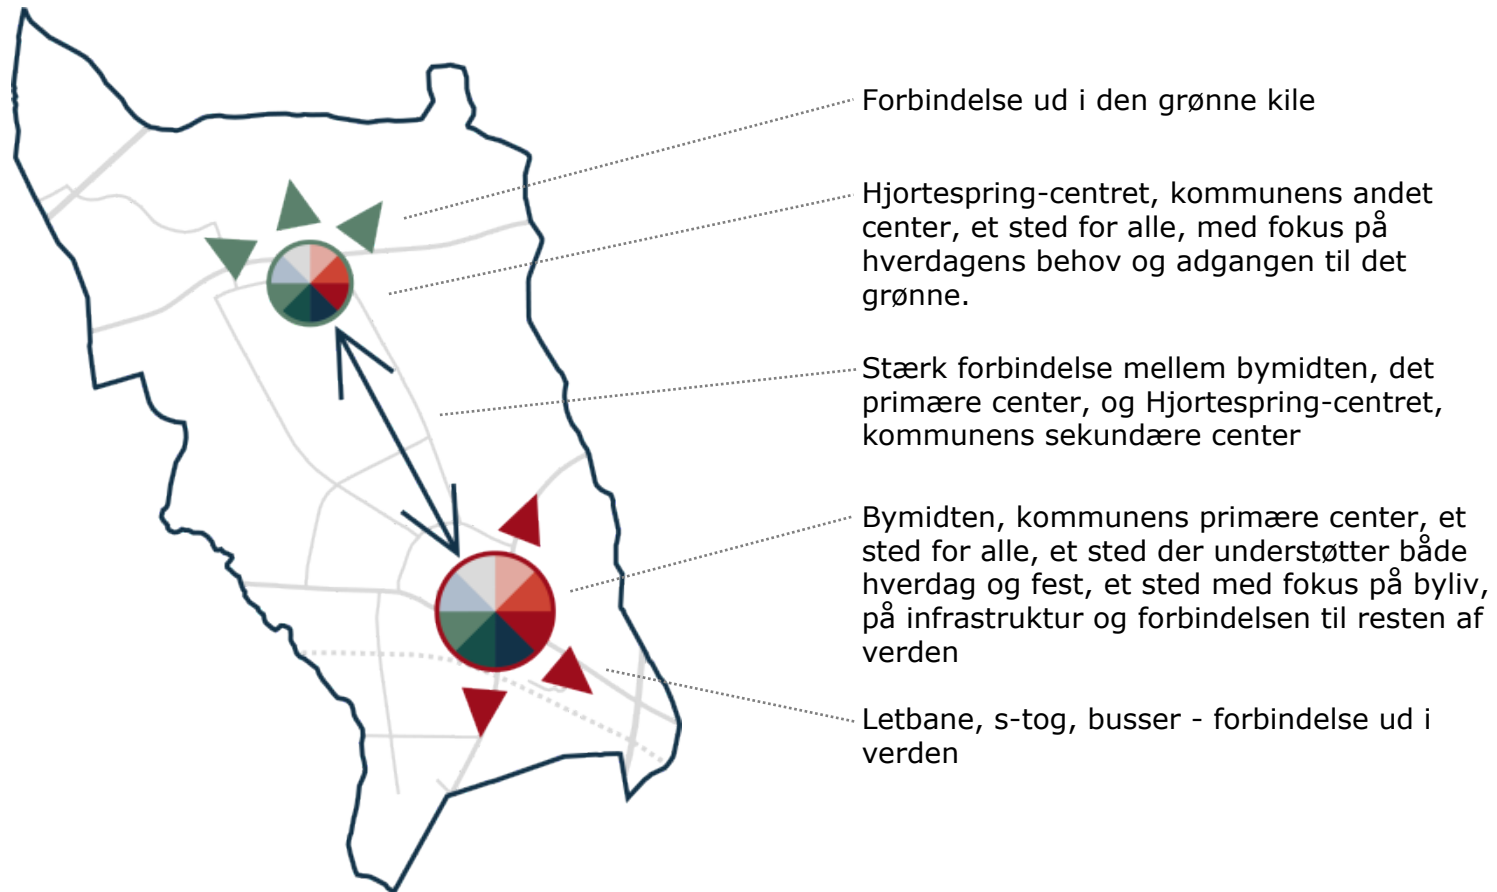 Forbindelse ud i den grønne kile
Hjortespring-centret, kommunens andet
center, et sted for alle, med fokus på
hverdagens behov og adgangen til det
grønne.
Stærk forbindelse mellem bymidten, det
primære center, og Hjortespring-centret,
kommunens sekundære center
Bymidten, kommunens primære center, et
sted for alle, et sted der understøtter både
hverdag og fest, et sted med fokus på byliv,
på infrastruktur og forbindelsen til resten af
verden
Letbane, s-tog, busser - forbindelse ud i
verden